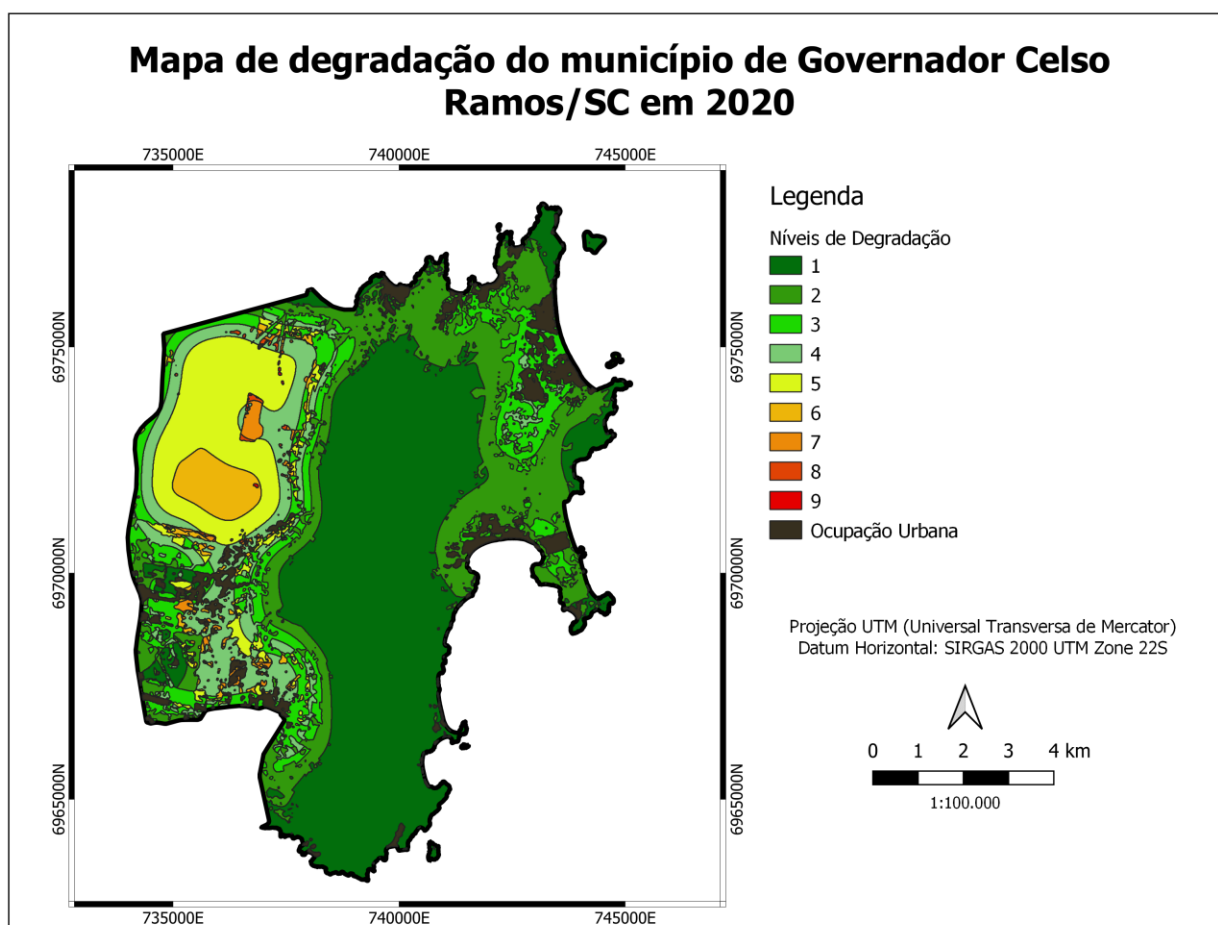 Mapa de degradação do município de Governador Celso
Ramos/SC em 2020
735000E 740000E 745000E
6975000N 6975000N
6970000N 6970000N
6965000N 6965000N
735000E 740000E 745000E
Legenda
Níveis de Degradação
1
2
3
4
5
6
7
8
9
Ocupação Urbana
Projeção UTM (Universal Transversa de Mercator)
Datum Horizontal: SIRGAS 2000 UTM Zone 22S
0 1 2 3 4 km
1:100.000